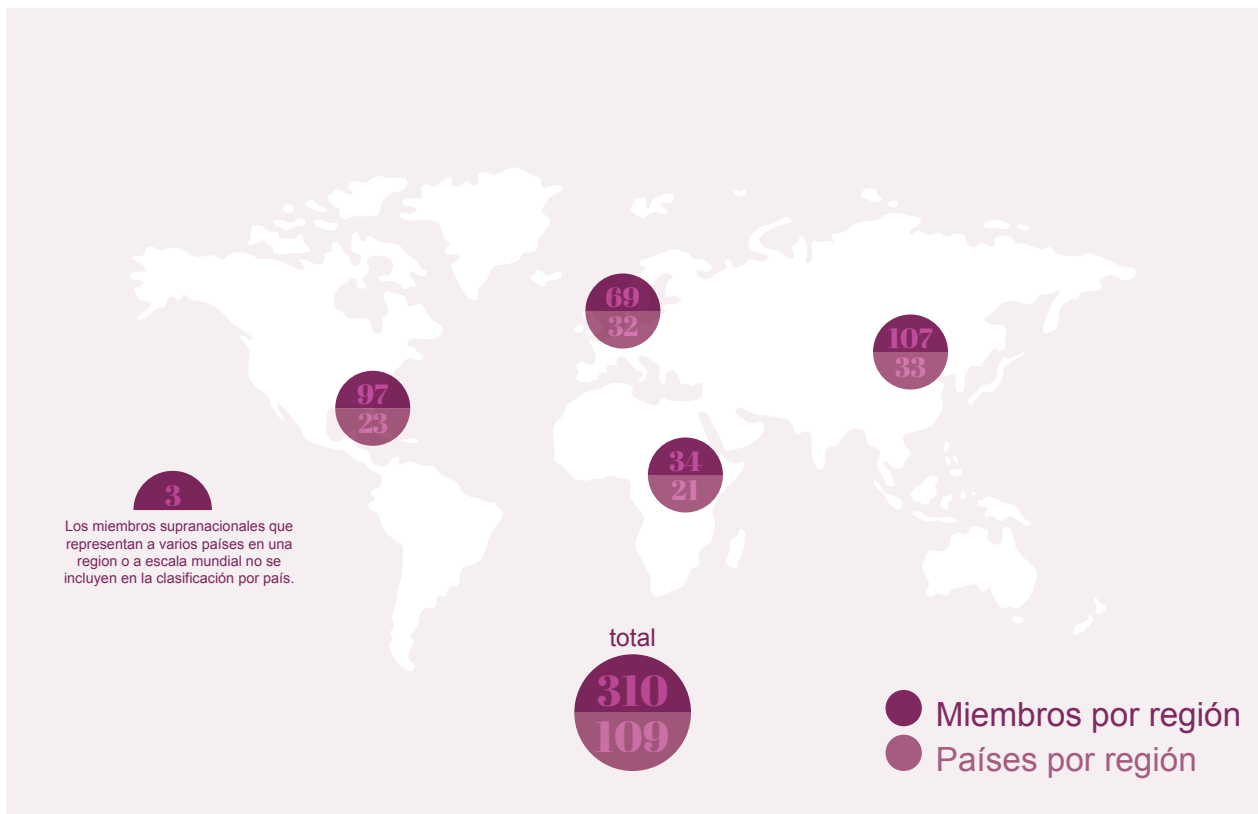 69
32
107
33
97
23
34
21
3
Los miembros supranacionales que
representan a varios países en una
region o a escala mundial no se
incluyen en la clasificación por país.
total
310
109
Miembros por región
Países por región